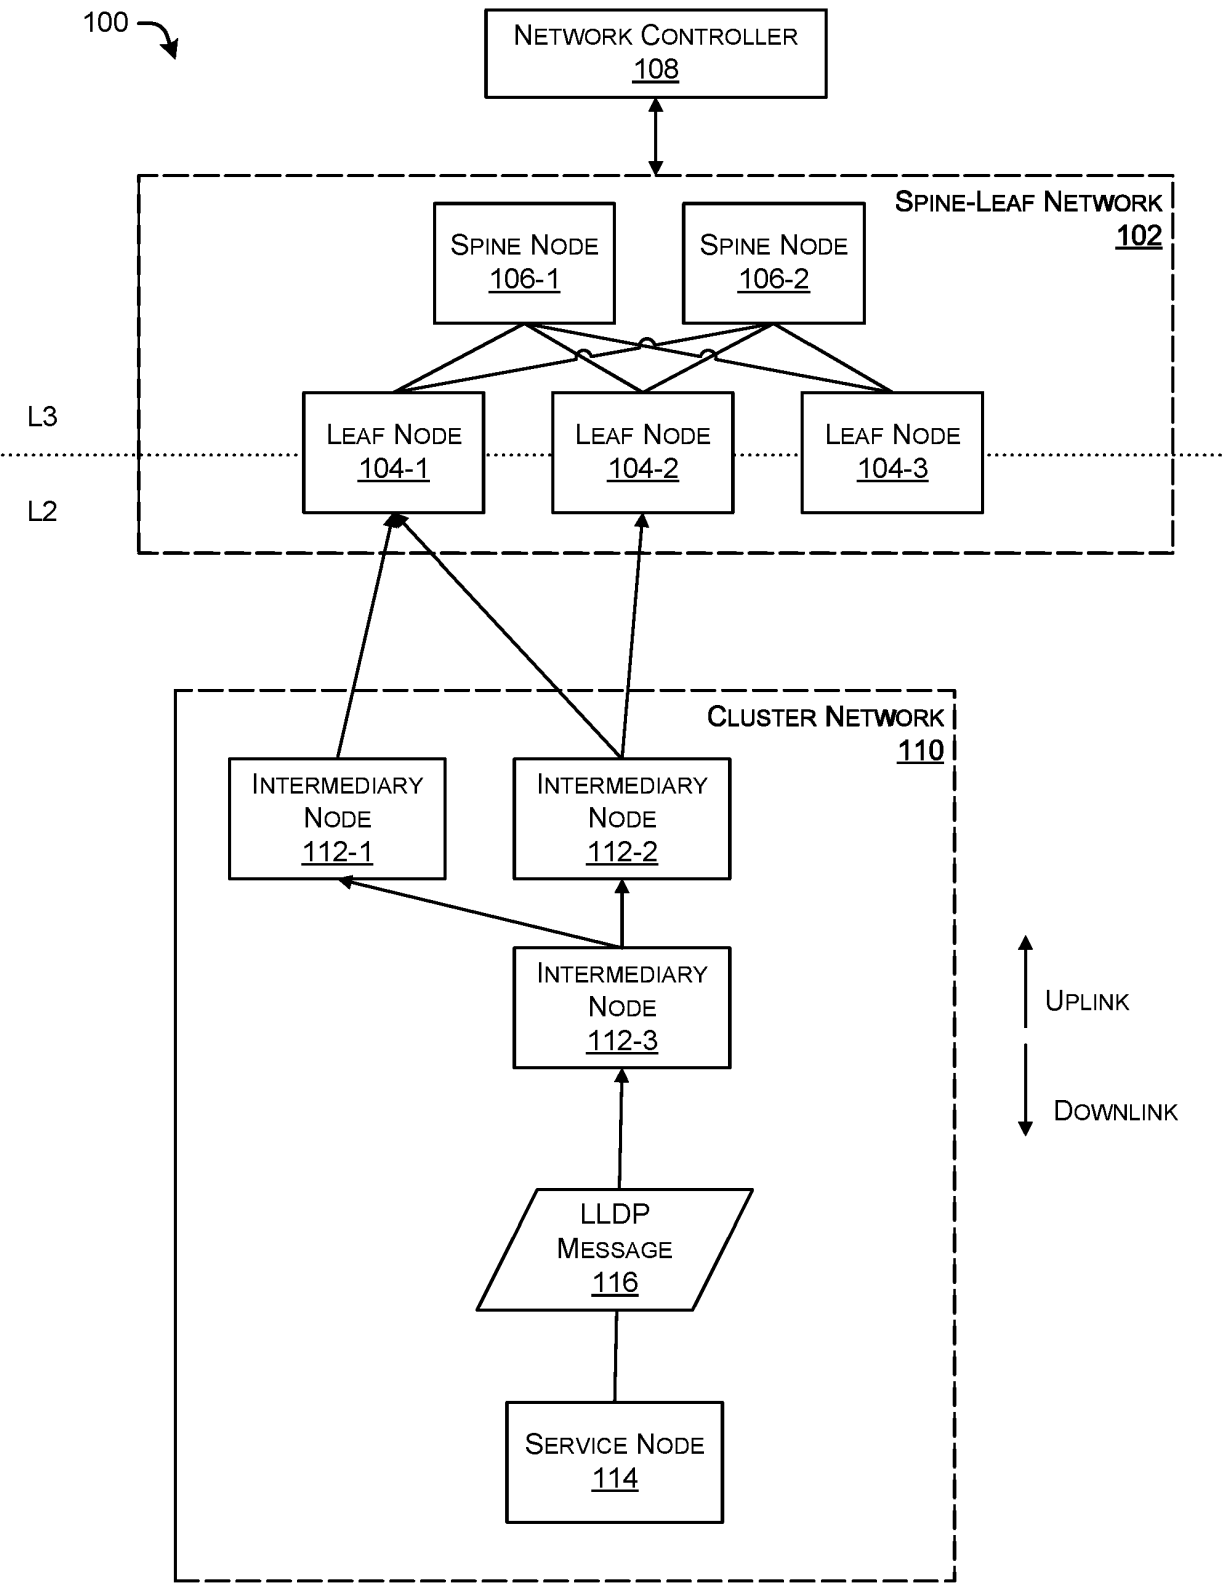 100
NETWORK CONTROLLER
108
SPINE-LEAF NETWORK
102
SPINE NODE
106-1
SPINE NODE
106-2
L3
LEAF NODE
104-1
LEAF NODE
104-2
LEAF NODE
104-3
L2
CLUSTER NETWORK
110
INTERMEDIARY
NODE
112-1
INTERMEDIARY
NODE
112-2
INTERMEDIARY
NODE
112-3
UPLINK
DOWNLINK
LLDP
MESSAGE
116
SERVICE NODE
114